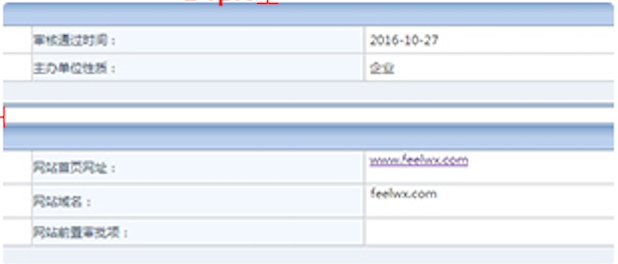 审核通过时间： 2016-10-27
主办单位性质： 企业
网站首页网址： www.feelwx.com
网站域名： feelwx.com
网站前置审批项：